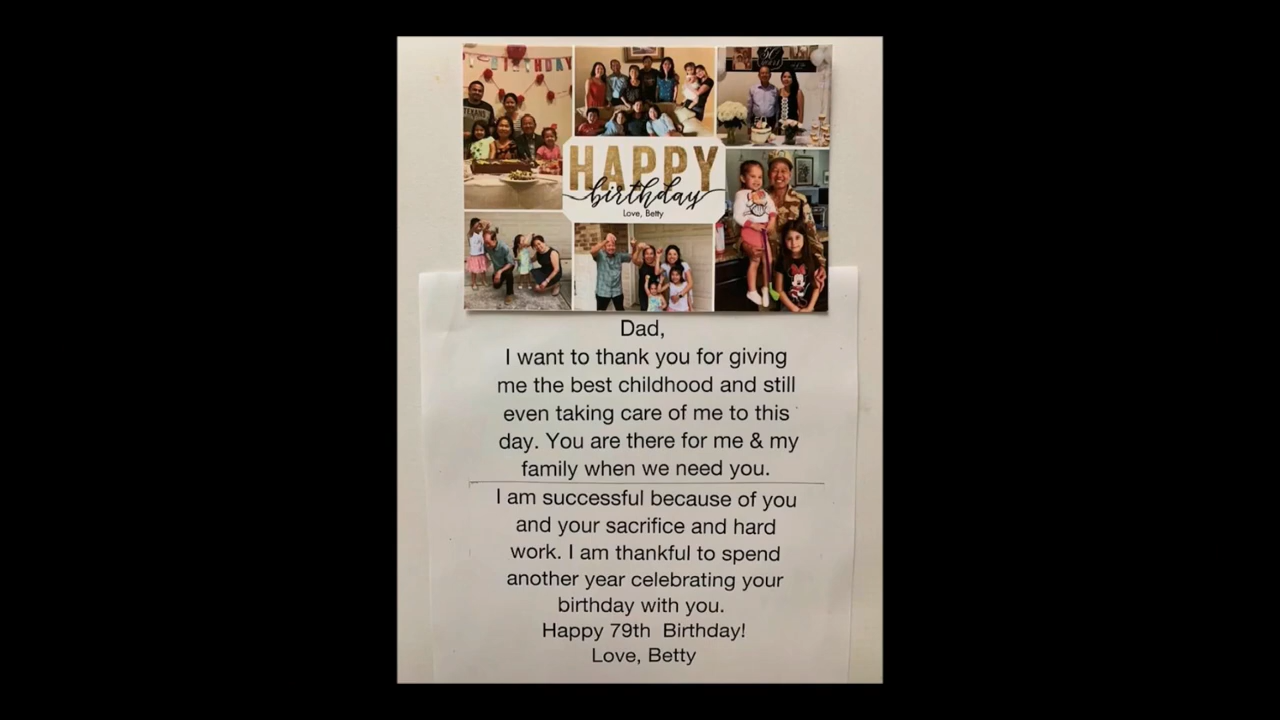 HAPPY
birthday
Love, Betty
Dad,
I want to thank you for giving
me the best childhood and still
even taking care of me to this
day. You are there for me & my
family when we need you.
I am successful because of you
and your sacrifice and hard
work. I am thankful to spend
another year celebrating your
birthday with you.
Happy 79th  Birthday!
Love, Betty